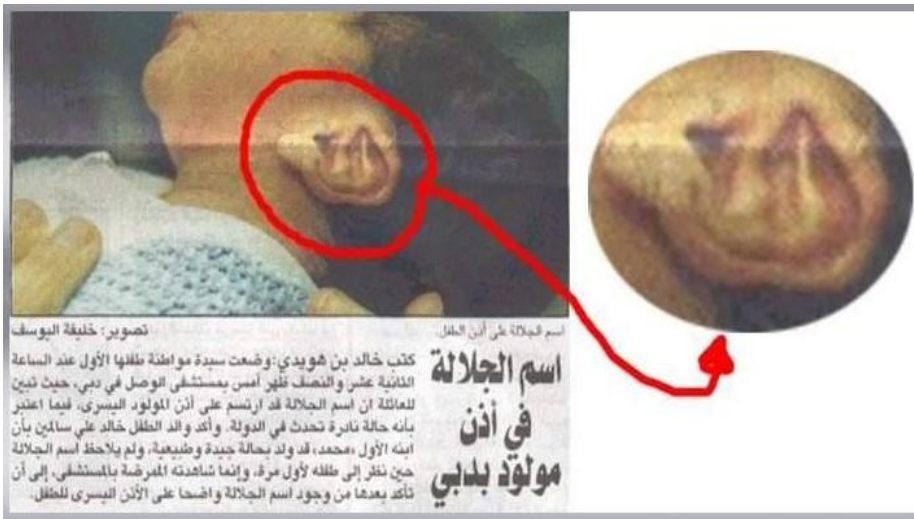 تصوير: خليفة اليوسف
اسم الجلالة على أذن الطفل.
اسم الجلالة
في أذن
مولود بدبي
كتب خالد بن هويدي: وضعت سيدة مواطنة طفلها الأول عند الساعة
الثانية عشر والنصف ظهر أمس بمستشفى الوصل في دبي، حيث تبين
للعائلة ان اسم الجلالة قد ارتسم على أذن المولود اليسرى، فيما اعتبر
بأنه حالة نادرة تحدث في الدولة. وأكد والد الطفل خالد علي سالمين بأن
ابنه الأول «محمد» قد ولد بحالة جيدة وطبيعية، ولم يلاحظ اسم الجلالة
حين نظر إلى طفله لأول مرة، وإنما شاهدته الممرضة بالمستشفى، إلى أن
تأكد بعدها من وجود اسم الجلالة واضحا على الأذن اليسرى للطفل.